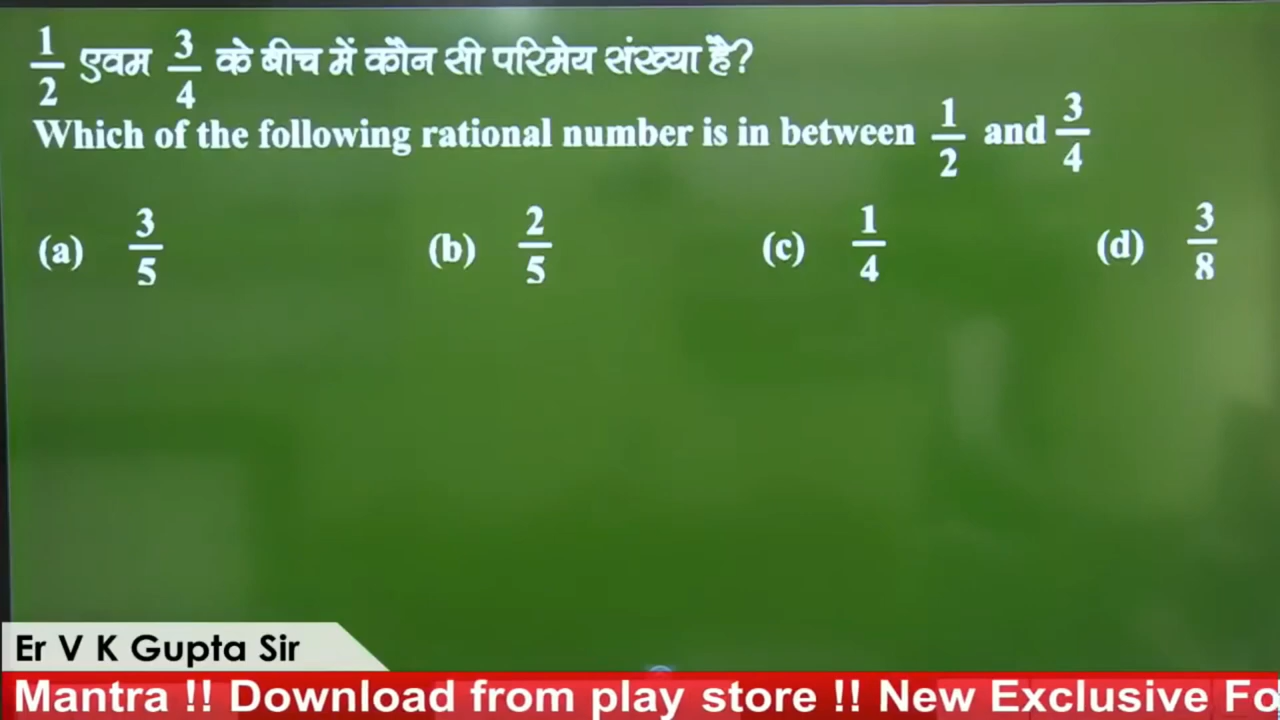 1/2 एवम 3/4 के बीच में कौन सी परिमेय संख्या है?
Which of the following rational number is in between 1/2 and 3/4
(a) 3/5 (b) 2/5 (c) 1/4 (d) 3/8
Er V K Gupta Sir
Mantra !! Download from play store !! New Exclusive Fo